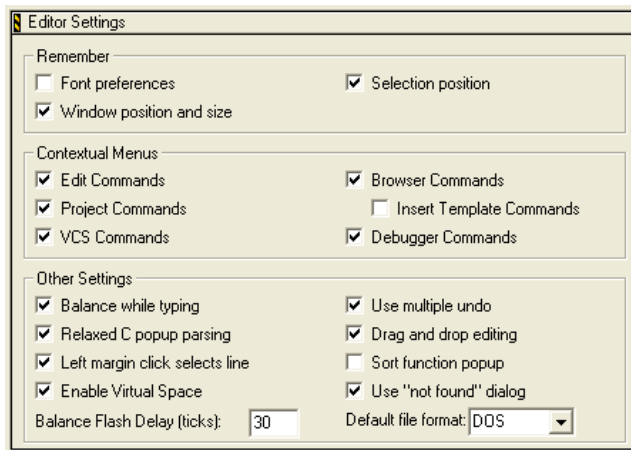 Editor Settings
Remember
Font preferences
Selection position
Window position and size
Contextual Menus
Edit Commands
Browser Commands
Project Commands
Insert Template Commands
VCS Commands
Debugger Commands
Other Settings
Balance while typing
Use multiple undo
Relaxed C popup parsing
Drag and drop editing
Left margin click selects line
Sort function popup
Enable Virtual Space
Use "not found" dialog
Balance Flash Delay (ticks): 30
Default file format: DOS